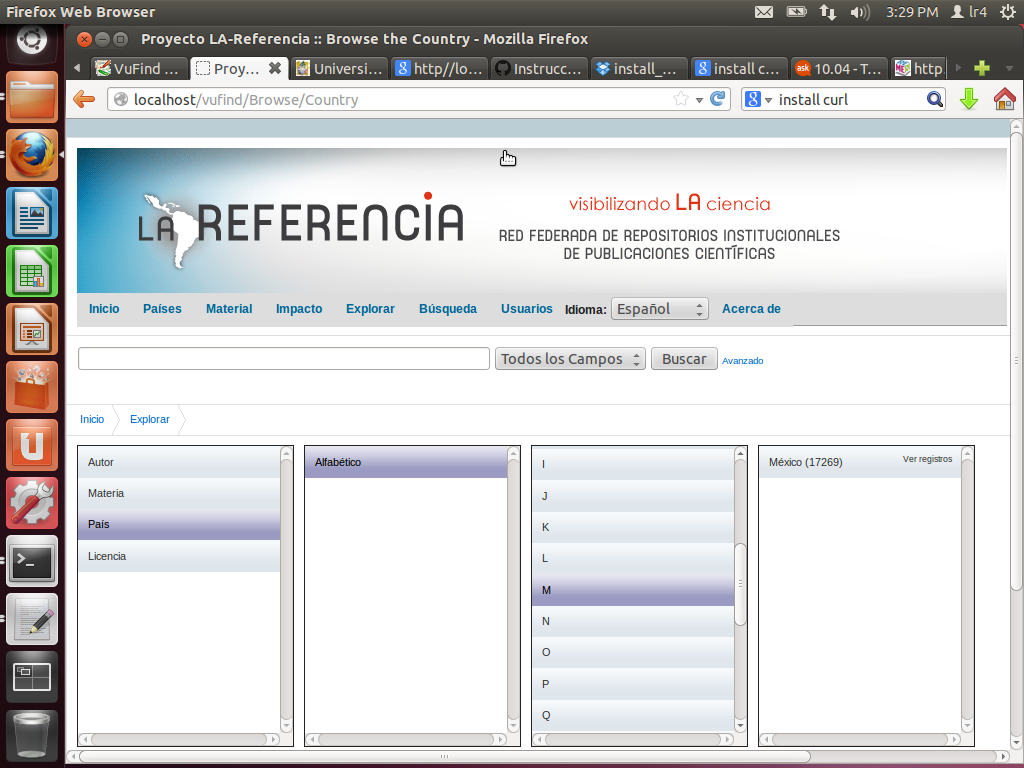 Firefox Web Browser
3:29 PM
lr4
Proyecto LA-Referencia :: Browse the Country - Mozilla Firefox
VuFind ...
Proy...
Universi...
http//lo...
Instrucc...
install_...
install c...
10.04 - T...
http.
localhost/vufind/Browse/Country
install curl
LA REFERENCIA
visibilizando LA ciencia
RED FEDERADA DE REPOSITORIOS INSTITUCIONALES
DE PUBLICACIONES CIENTÍFICAS
Inicio Países Material Impacto Explorar Búsqueda Usuarios Idioma: Español Acerca de
Todos los Campos Buscar Avanzado
Inicio Explorar
Autor
Materia
País
Licencia
Alfabético
I
J
K
L
M
N
O
P
Q
México (17269) Ver registros